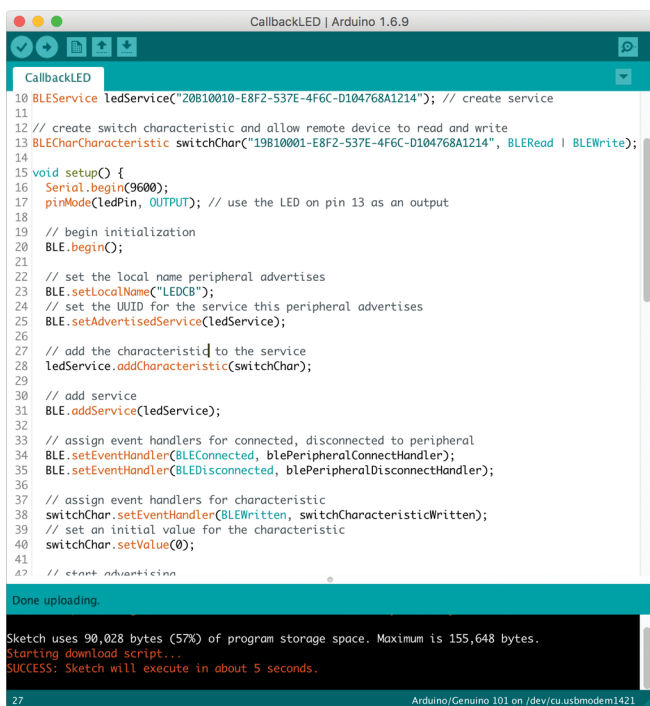 CallbackLED | Arduino 1.6.9
CallbackLED
10 BLEService ledService("20B10010-E8F2-537E-4F6C-D104768A1214"); // create service
11
12 // create switch characteristic and allow remote device to read and write
13 BLECharCharacteristic switchChar("19B10001-E8F2-537E-4F6C-D104768A1214", BLERead | BLEWrite);
14
15 void setup() {
16   Serial.begin(9600);
17   pinMode(ledPin, OUTPUT); // use the LED on pin 13 as an output
18
19   // begin initialization
20   BLE.begin();
21
22   // set the local name peripheral advertises
23   BLE.setLocalName("LEDCB");
24   // set the UUID for the service this peripheral advertises
25   BLE.setAdvertisedService(ledService);
26
27   // add the characteristic to the service
28   ledService.addCharacteristic(switchChar);
29
30   // add service
31   BLE.addService(ledService);
32
33   // assign event handlers for connected, disconnected to peripheral
34   BLE.setEventHandler(BLEConnected, blePeripheralConnectHandler);
35   BLE.setEventHandler(BLEDisconnected, blePeripheralDisconnectHandler);
36
37   // assign event handlers for characteristic
38   switchChar.setEventHandler(BLEWritten, switchCharacteristicWritten);
39   // set an initial value for the characteristic
40   switchChar.setValue(0);
41
42   // start advertising
Done uploading.
Sketch uses 90,028 bytes (57%) of program storage space. Maximum is 155,648 bytes.
Starting download script...
SUCCESS: Sketch will execute in about 5 seconds.
27 Arduino/Genuino 101 on /dev/cu.usbmodem1421